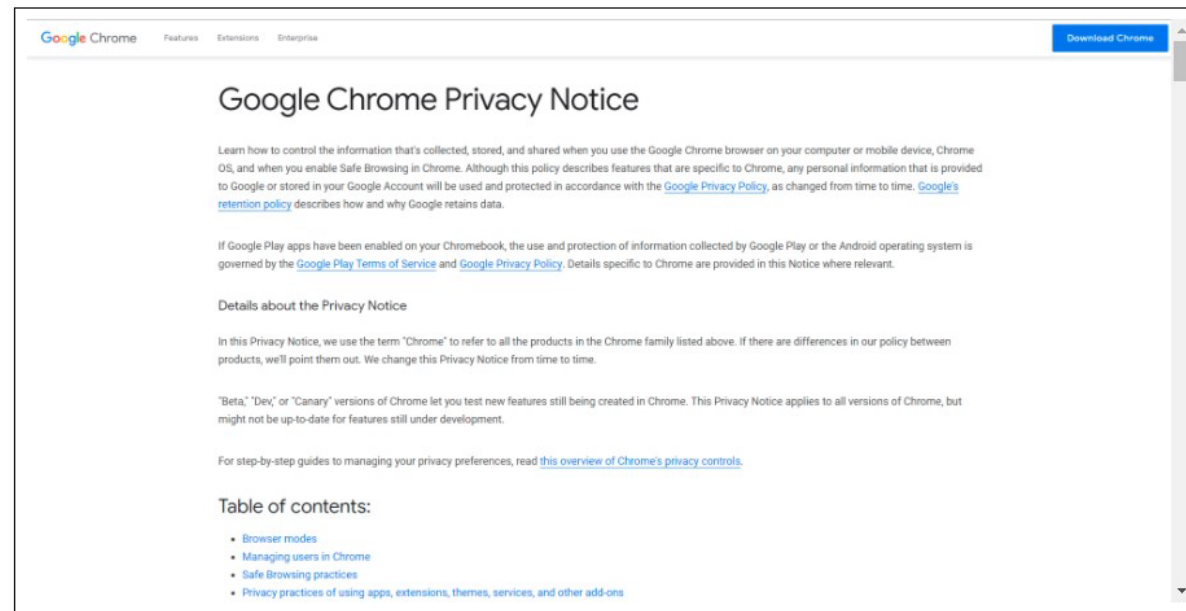 Google Chrome Features Extensions Enterprise Download Chrome
Google Chrome Privacy Notice
Learn how to control the information that's collected, stored, and shared when you use the Google Chrome browser on your computer or mobile device, Chrome
OS, and when you enable Safe Browsing in Chrome. Although this policy describes features that are specific to Chrome, any personal information that is provided
to Google or stored in your Google Account will be used and protected in accordance with the Google Privacy Policy, as changed from time to time. Google's
retention policy describes how and why Google retains data.
If Google Play apps have been enabled on your Chromebook, the use and protection of information collected by Google Play or the Android operating system is
governed by the Google Play Terms of Service and Google Privacy Policy. Details specific to Chrome are provided in this Notice where relevant.
Details about the Privacy Notice
In this Privacy Notice, we use the term "Chrome" to refer to all the products in the Chrome family listed above. If there are differences in our policy between
products, we'll point them out. We change this Privacy Notice from time to time.
"Beta," "Dev," or "Canary" versions of Chrome let you test new features still being created in Chrome. This Privacy Notice applies to all versions of Chrome, but
might not be up-to-date for features still under development.
For step-by-step guides to managing your privacy preferences, read this overview of Chrome's privacy controls.
Table of contents:
• Browser modes
• Managing users in Chrome
• Safe Browsing practices
• Privacy practices of using apps, extensions, themes, services, and other add-ons